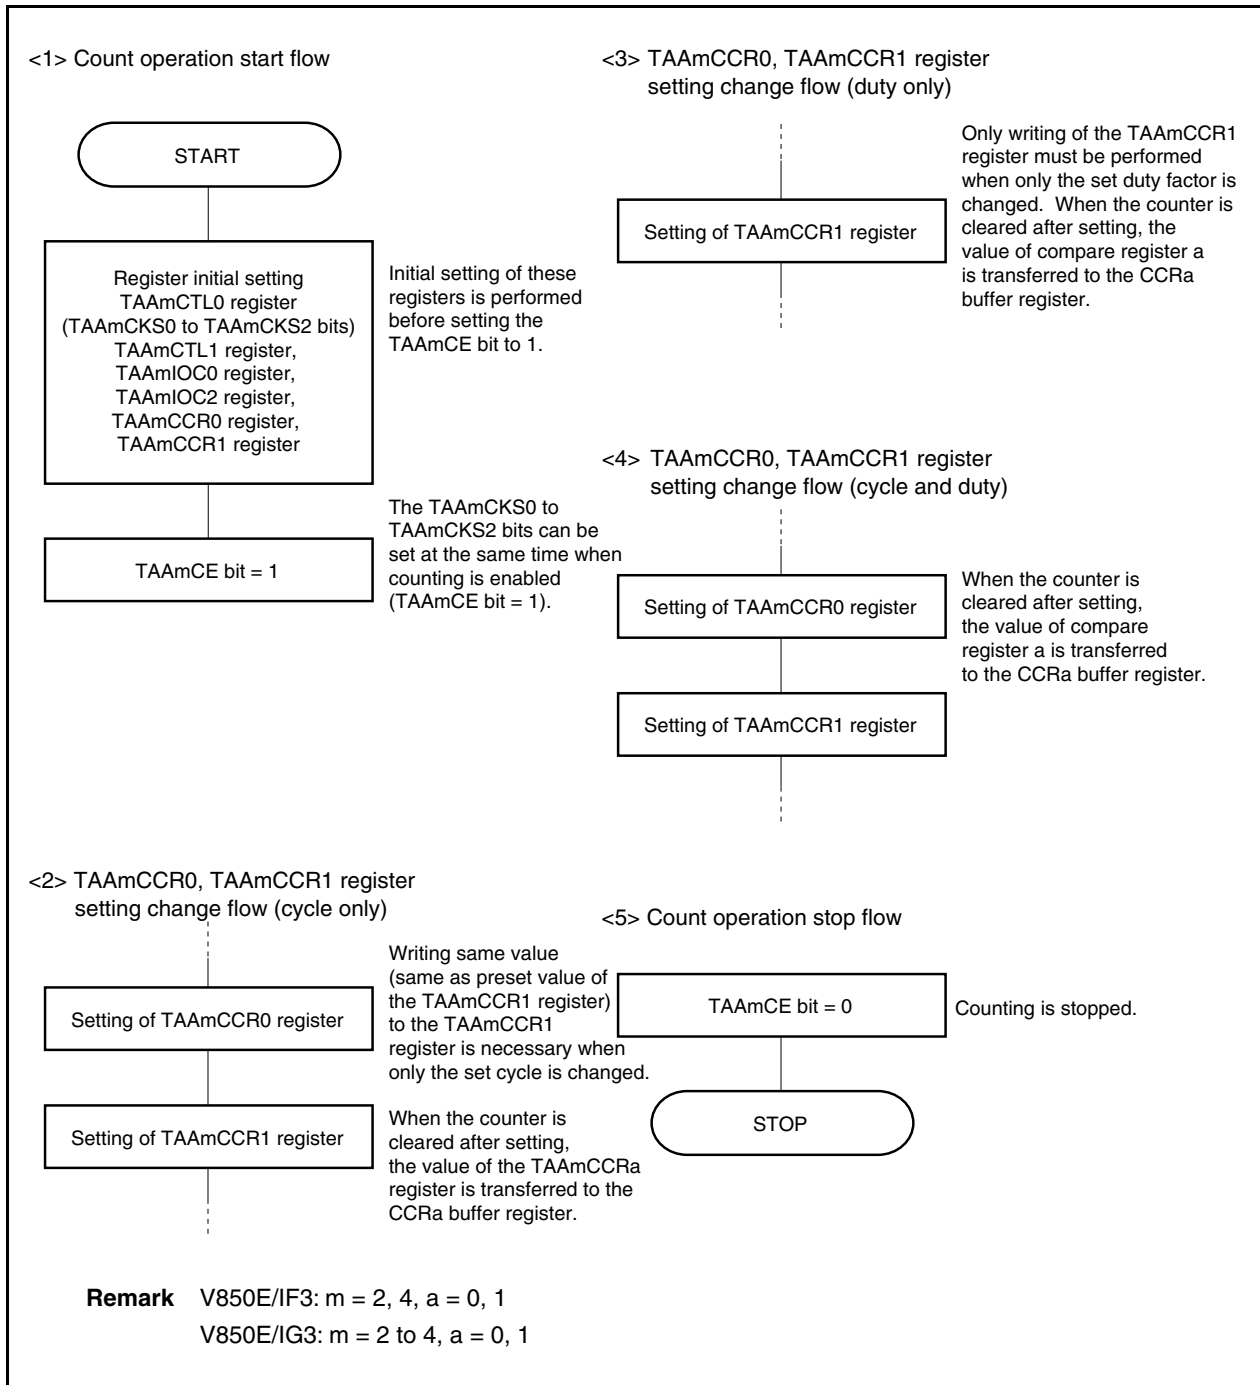 <1> Count operation start flow
START
Register initial setting
TAAmCTL0 register
(TAAmCKS0 to TAAmCKS2 bits)
TAAmCTL1 register,
TAAmIOC0 register,
TAAmIOC2 register,
TAAmCCR0 register,
TAAmCCR1 register
Initial setting of these
registers is performed
before setting the
TAAmCE bit to 1.
TAAmCE bit = 1
The TAAmCKS0 to
TAAmCKS2 bits can be
set at the same time when
counting is enabled
(TAAmCE bit = 1).
<2> TAAmCCR0, TAAmCCR1 register
setting change flow (cycle only)
Setting of TAAmCCR0 register
Writing same value
(same as preset value of
the TAAmCCR1 register)
to the TAAmCCR1
register is necessary when
only the set cycle is changed.
Setting of TAAmCCR1 register
When the counter is
cleared after setting,
the value of the TAAmCCRa
register is transferred to the
CCRa buffer register.
<3> TAAmCCR0, TAAmCCR1 register
setting change flow (duty only)
Setting of TAAmCCR1 register
Only writing of the TAAmCCR1
register must be performed
when only the set duty factor is
changed. When the counter is
cleared after setting, the
value of compare register a
is transferred to the CCRa
buffer register.
<4> TAAmCCR0, TAAmCCR1 register
setting change flow (cycle and duty)
Setting of TAAmCCR0 register
When the counter is
cleared after setting,
the value of compare
register a is transferred
to the CCRa buffer register.
Setting of TAAmCCR1 register
<5> Count operation stop flow
TAAmCE bit = 0
Counting is stopped.
STOP
Remark V850E/IF3: m = 2, 4, a = 0, 1
V850E/IG3: m = 2 to 4, a = 0, 1